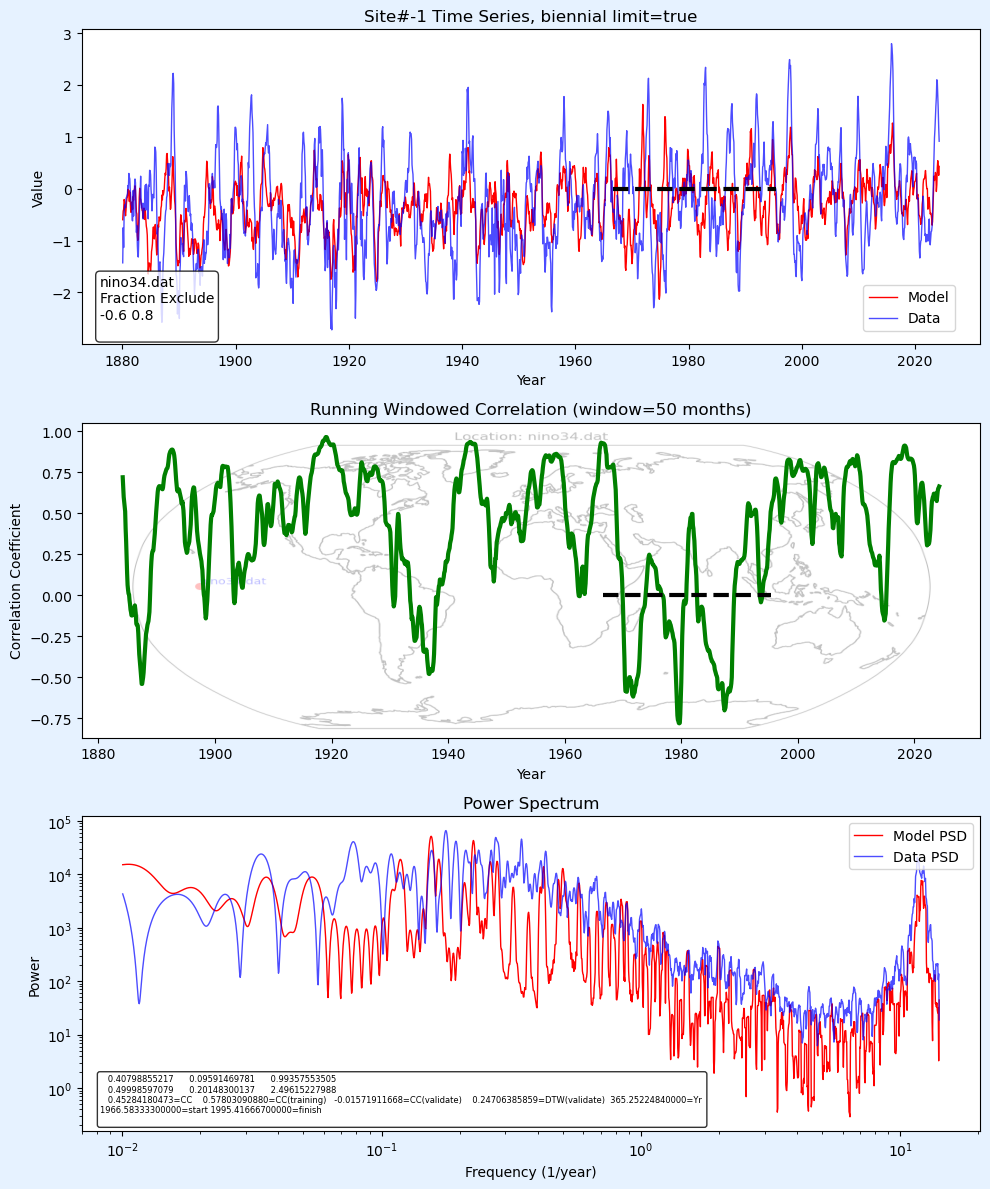 Site#-1 Time Series, biennial limit=true
3
2
1
0
−1
−2
Value
nino34.dat
Fraction Exclude
-0.6 0.8
Model
Data
1880 1900 1920 1940 1960 1980 2000 2020
Year
Running Windowed Correlation (window=50 months)
Location: nino34.dat
1.00
0.75
0.50
0.25
0.00
−0.25
−0.50
−0.75
Correlation Coefficient
1880 1900 1920 1940 1960 1980 2000 2020
Year
Power Spectrum
10^5
10^4
10^3
10^2
10^1
10^0
Power
Model PSD
Data PSD
0.40798855217 0.09591469781 0.99357553505
0.49998597079 0.20148300137 2.49615227988
0.45284180473=CC 0.57803090880=CC(training) -0.01571911668=CC(validate) 0.24706385859=DTW(validate) 365.25224840000=Yr
1966.58333300000=start 1995.41666700000=finish
10^−2 10^−1 10^0 10^1
Frequency (1/year)